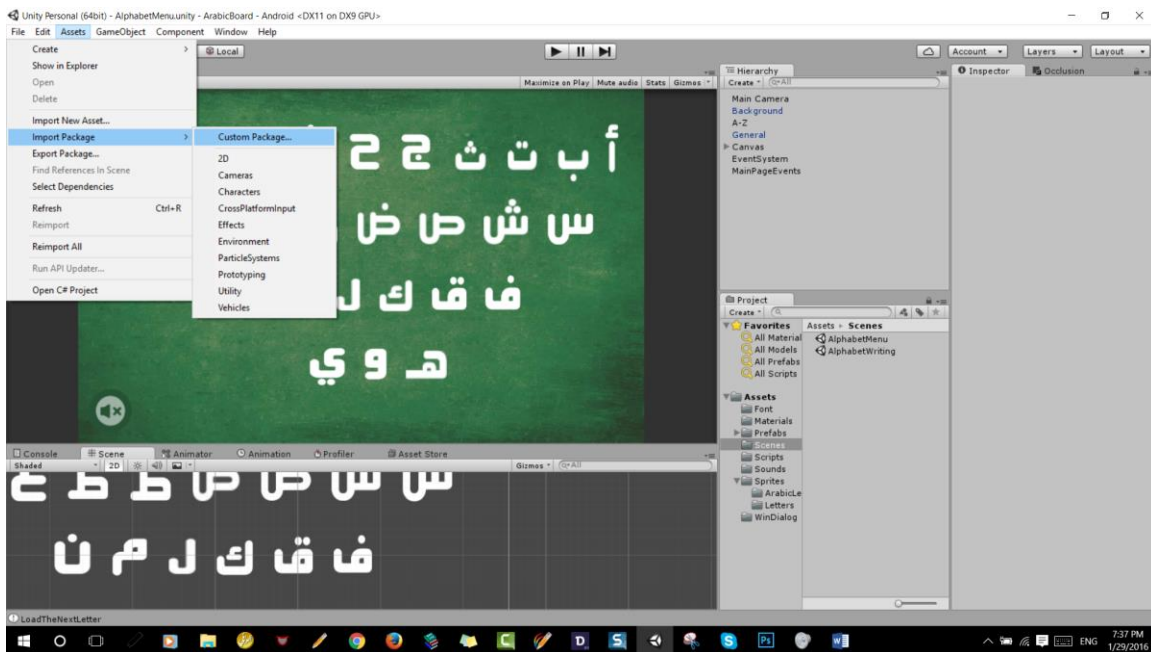 Unity Personal (64bit) - AlphabetMenu.unity - ArabicBoard - Android <DX11 on DX9 GPU>
File Edit Assets GameObject Component Window Help
Local
Account
Layers
Layout
Create
Show in Explorer
Open
Delete
Import New Asset...
Import Package
Export Package...
Find References In Scene
Select Dependencies
Refresh Ctrl+R
Reimport
Reimport All
Run API Updater...
Open C# Project
Custom Package...
2D
Cameras
Characters
CrossPlatformInput
Effects
Environment
ParticleSystems
Prototyping
Utility
Vehicles
Maximize on Play Mute audio Stats Gizmos
أ ب ت ث ج ح
س ش ص ض
ف ق ك ل
هـ و ي
Hierarchy
Create All
Main Camera
Background
A-Z
General
Canvas
EventSystem
MainPageEvents
Inspector Occlusion
Project
Create
Favorites
All Material
All Models
All Prefabs
All Scripts
Assets
Font
Materials
Prefabs
Scenes
Scripts
Sounds
Sprites
ArabicLe
Letters
WinDialog
Assets Scenes
AlphabetMenu
AlphabetWriting
Console Scene Animator Animation Profiler Asset Store
Shaded 2D Gizmos All
س ش ص ض ط ظ ع
ف ق ك ل م ن
LoadTheNextLetter
ENG 7:37 PM
1/29/2016